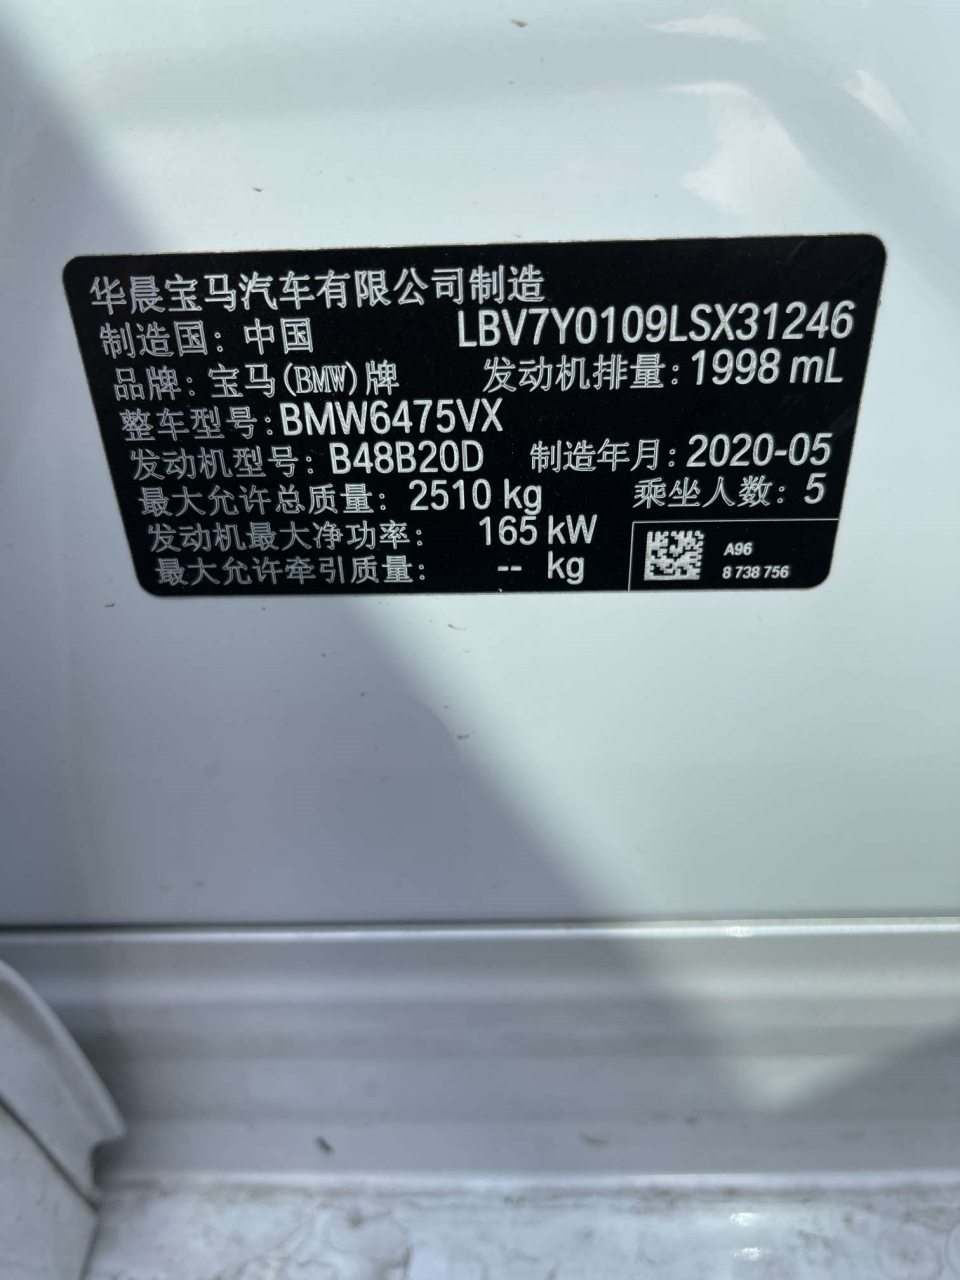 华晨宝马汽车有限公司制造
制造国：中国 LBV7Y0109LSX31246
品牌：宝马(BMW)牌 发动机排量：1998 mL
整车型号：BMW6475VX
发动机型号：B48B20D 制造年月：2020-05
最大允许总质量：2510 kg 乘坐人数：5
发动机最大净功率：165 kW
最大允许牵引质量：-- kg
A96
8 738 756